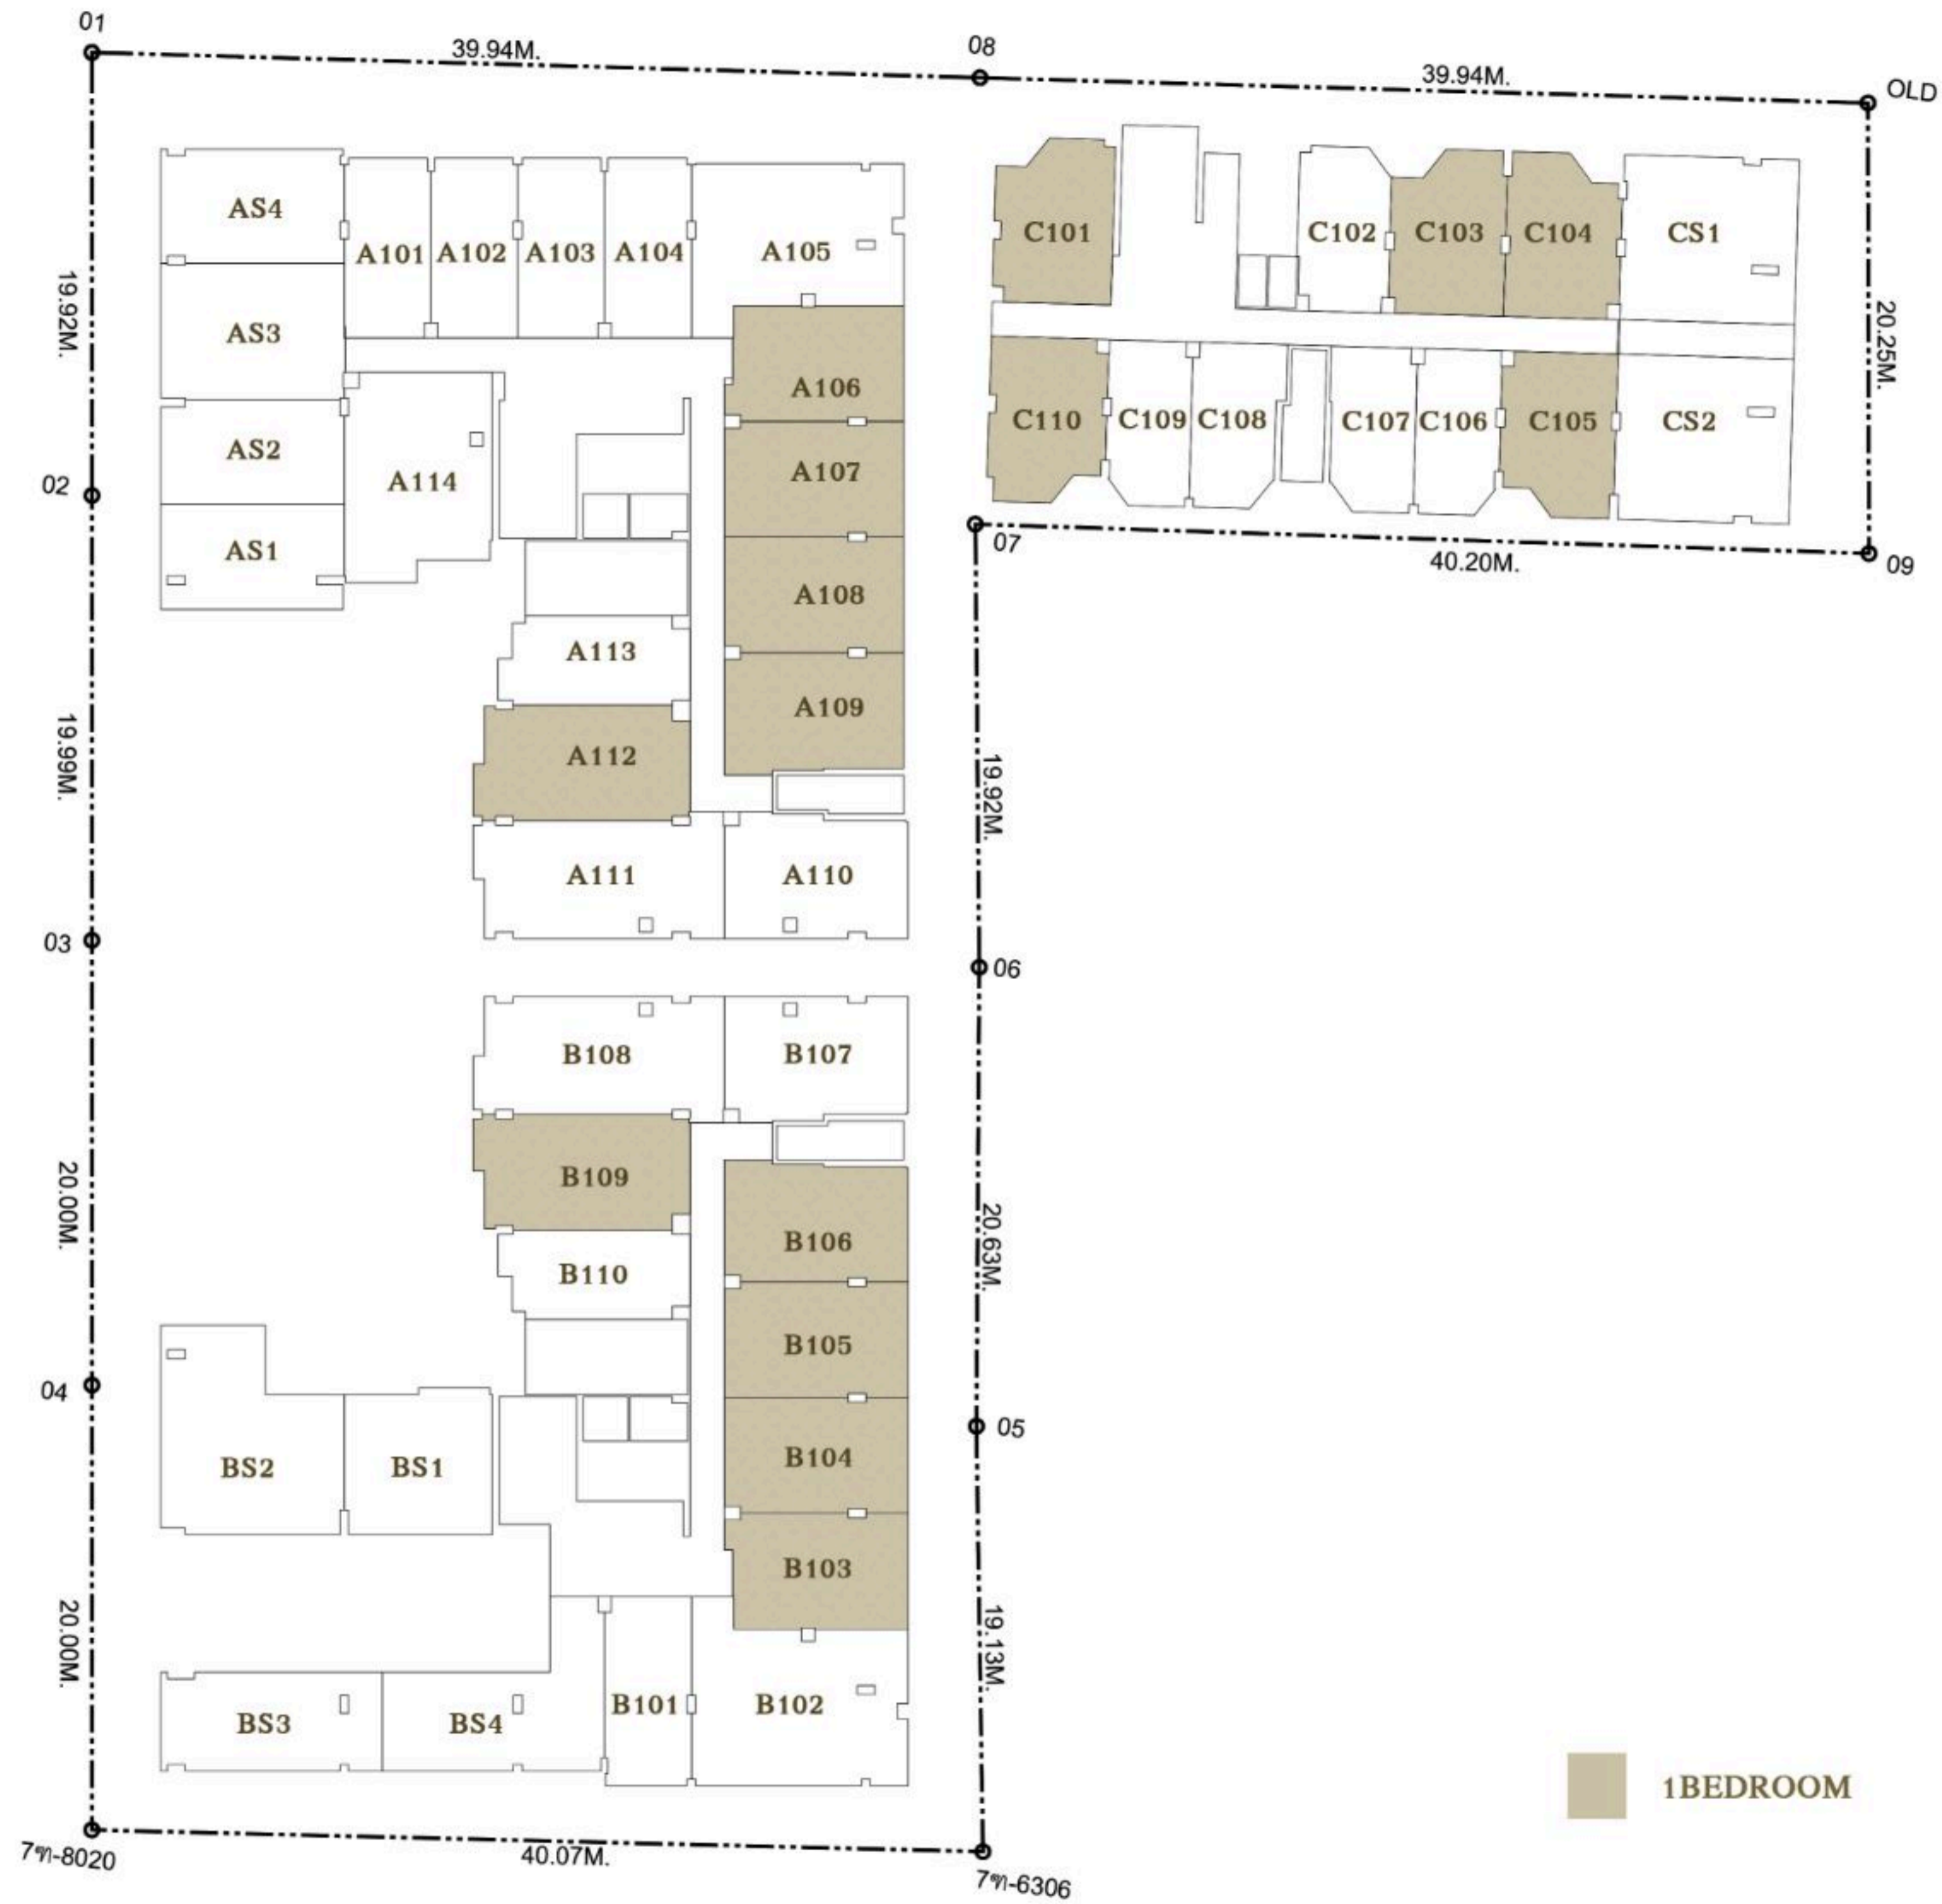 01
39.94M.
08
39.94M.
OLD
AS4
A101
A102
A103
A104
A105
C101
C102
C103
C104
CS1
19.92M.
AS3
A106
20.25M.
AS2
A114
A107
C110
C109
C108
C107
C106
C105
CS2
02
AS1
07
40.20M.
09
A108
A113
A109
19.99M.
A112
19.92M.
A111
A110
03
06
B108
B107
20.00M.
B109
20.63M.
B106
B110
B105
04
05
BS2
BS1
B104
B103
20.00M.
19.13M.
BS3
BS4
B101
B102
1BEDROOM
7ฑ-8020
40.07M.
7ฑ-6306